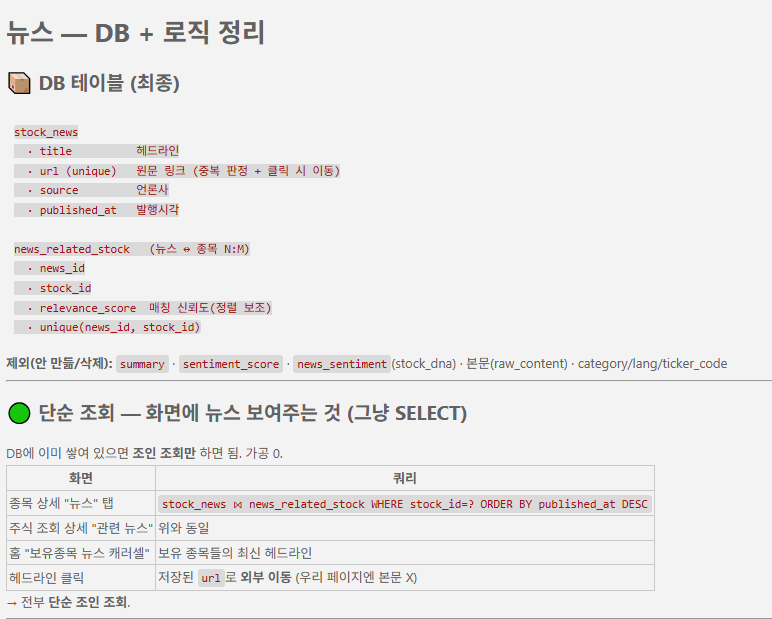 뉴스 — DB + 로직 정리
DB 테이블 (최종)
stock_news
· title 헤드라인
· url (unique) 원문 링크 (중복 판정 + 클릭 시 이동)
· source 언론사
· published_at 발행시각
news_related_stock (뉴스 ↔ 종목 N:M)
· news_id
· stock_id
· relevance_score 매칭 신뢰도(정렬 보조)
· unique(news_id, stock_id)
제외(안 만듦/삭제): summary · sentiment_score · news_sentiment(stock_dna) · 본문(raw_content) · category/lang/ticker_code
단순 조회 — 화면에 뉴스 보여주는 것 (그냥 SELECT)
DB에 이미 쌓여 있으면 조인 조회만 하면 됨. 가공 0.
화면 쿼리
종목 상세 "뉴스" 탭 stock_news ⋈ news_related_stock WHERE stock_id=? ORDER BY published_at DESC
주식 조회 상세 "관련 뉴스" 위와 동일
홈 "보유종목 뉴스 캐러셀" 보유 종목들의 최신 헤드라인
헤드라인 클릭 저장된 url로 외부 이동 (우리 페이지엔 본문 X)
→ 전부 단순 조인 조회.